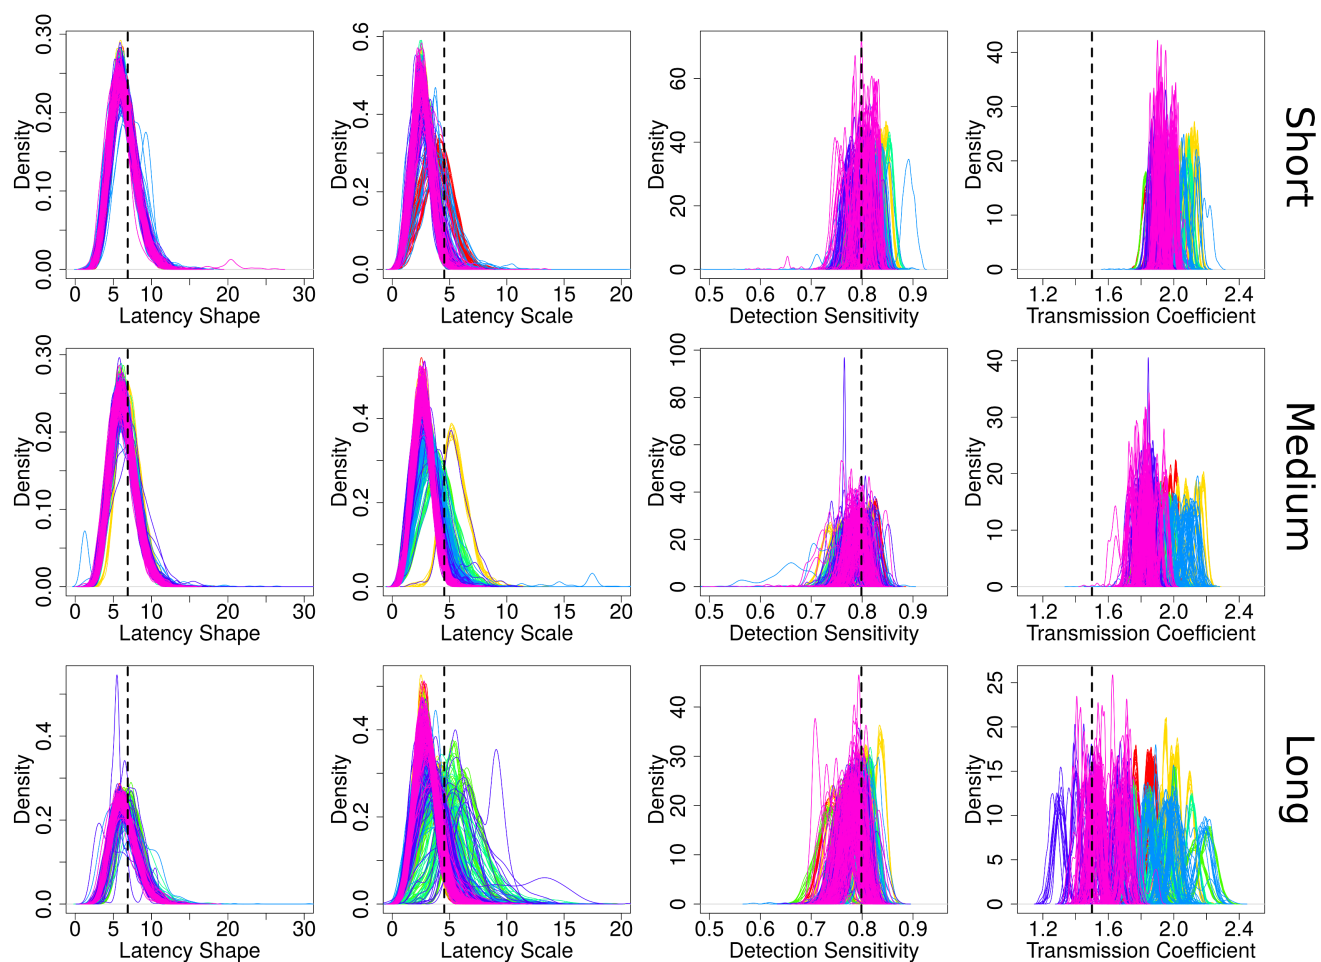 0.00 0.10 0.20 0.30
Density
0 5 10 20 30
Latency Shape
0.0 0.2 0.4 0.6
Density
0 5 10 15 20
Latency Scale
0 20 40 60
Density
0.5 0.6 0.7 0.8 0.9
Detection Sensitivity
0 10 20 30 40
Density
1.2 1.6 2.0 2.4
Transmission Coefficient
Short
0.00 0.10 0.20 0.30
Density
0 5 10 20 30
Latency Shape
0.0 0.2 0.4
Density
0 5 10 15 20
Latency Scale
0 20 40 60 80 100
Density
0.5 0.6 0.7 0.8 0.9
Detection Sensitivity
0 10 20 30 40
Density
1.2 1.6 2.0 2.4
Transmission Coefficient
Medium
0.0 0.2 0.4
Density
0 5 10 20 30
Latency Shape
0.0 0.2 0.4
Density
0 5 10 15 20
Latency Scale
0 10 20 30 40
Density
0.5 0.6 0.7 0.8 0.9
Detection Sensitivity
0 5 10 15 20 25
Density
1.2 1.6 2.0 2.4
Transmission Coefficient
Long